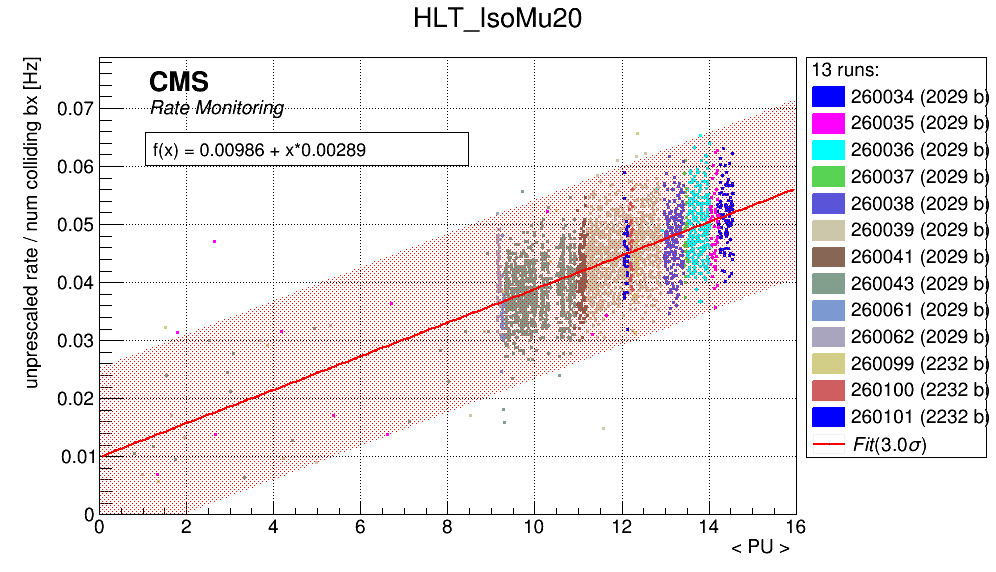 HLT_IsoMu20
unprescaled rate / num colliding bx [Hz]
CMS
Rate Monitoring
f(x) = 0.00986 + x*0.00289
0.07
0.06
0.05
0.04
0.03
0.02
0.01
0
0 2 4 6 8 10 12 14 16
< PU >
13 runs:
260034 (2029 b)
260035 (2029 b)
260036 (2029 b)
260037 (2029 b)
260038 (2029 b)
260039 (2029 b)
260041 (2029 b)
260043 (2029 b)
260061 (2029 b)
260062 (2029 b)
260099 (2232 b)
260100 (2232 b)
260101 (2232 b)
Fit(3.0σ)